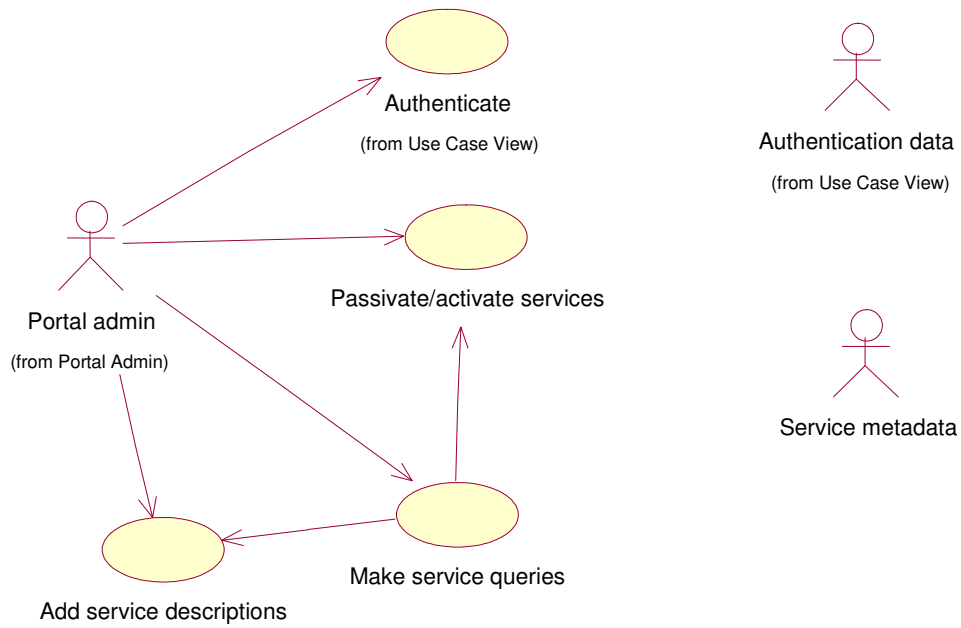 Authenticate
(from Use Case View)
Authentication data
(from Use Case View)
Passivate/activate services
Portal admin
(from Portal Admin)
Service metadata
Make service queries
Add service descriptions